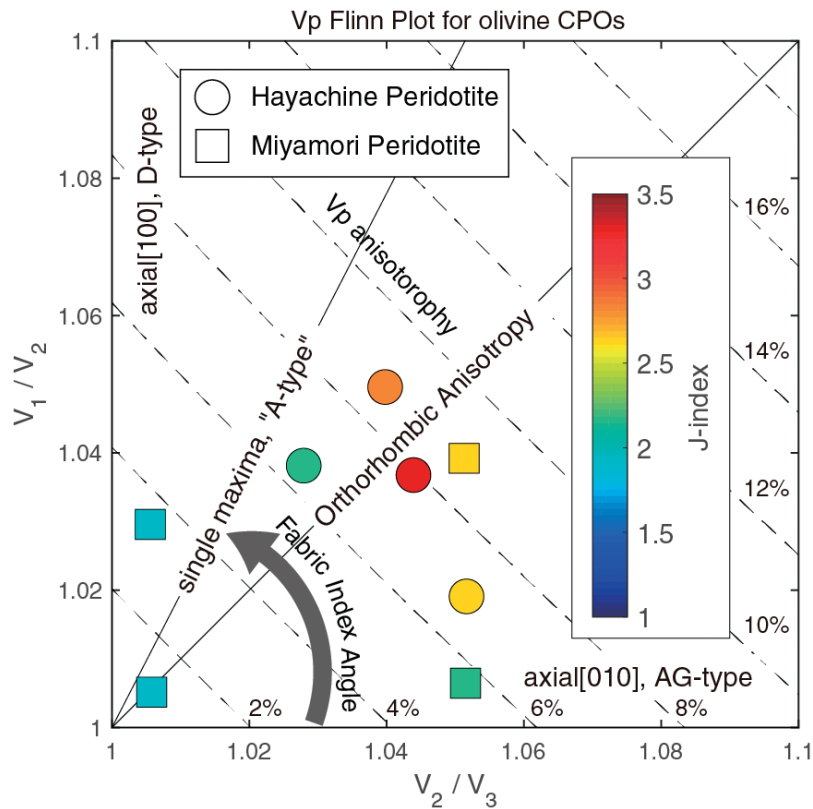 Vp Flinn Plot for olivine CPOs
1.1
1.08
1.06
1.04
1.02
1
V1 / V2
Hayachine Peridotite
Miyamori Peridotite
axial[100], D-type
Vp anisotorophy
single maxima, "A-type"
Orthorhombic Anisotropy
Fabric Index Angle
3.5
3
2.5
2
1.5
1
J-index
16%
14%
12%
10%
axial[010], AG-type
2%
4%
6%
8%
1
1.02
1.04
1.06
1.08
1.1
V2 / V3